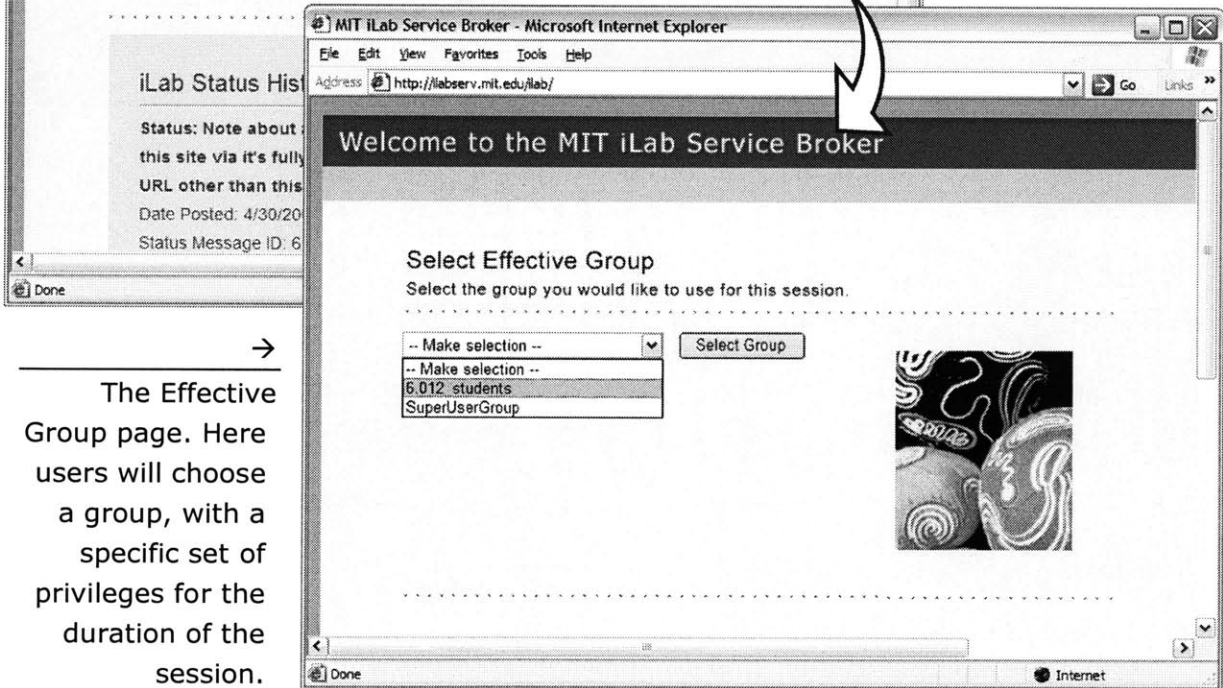 iLab Status Hist
Status: Note about
this site via it's fully
URL other than this
Date Posted: 4/30/20
Status Message ID: 6
Done
MIT iLab Service Broker - Microsoft Internet Explorer
File Edit View Favorites Tools Help
Address http://ilabserv.mit.edu/ilab/ Go Links »
Welcome to the MIT iLab Service Broker
Select Effective Group
Select the group you would like to use for this session.
-- Make selection -- Select Group
-- Make selection --
6.012_students
SuperUserGroup
Done Internet
→
The Effective
Group page. Here
users will choose
a group, with a
specific set of
privileges for the
duration of the
session.